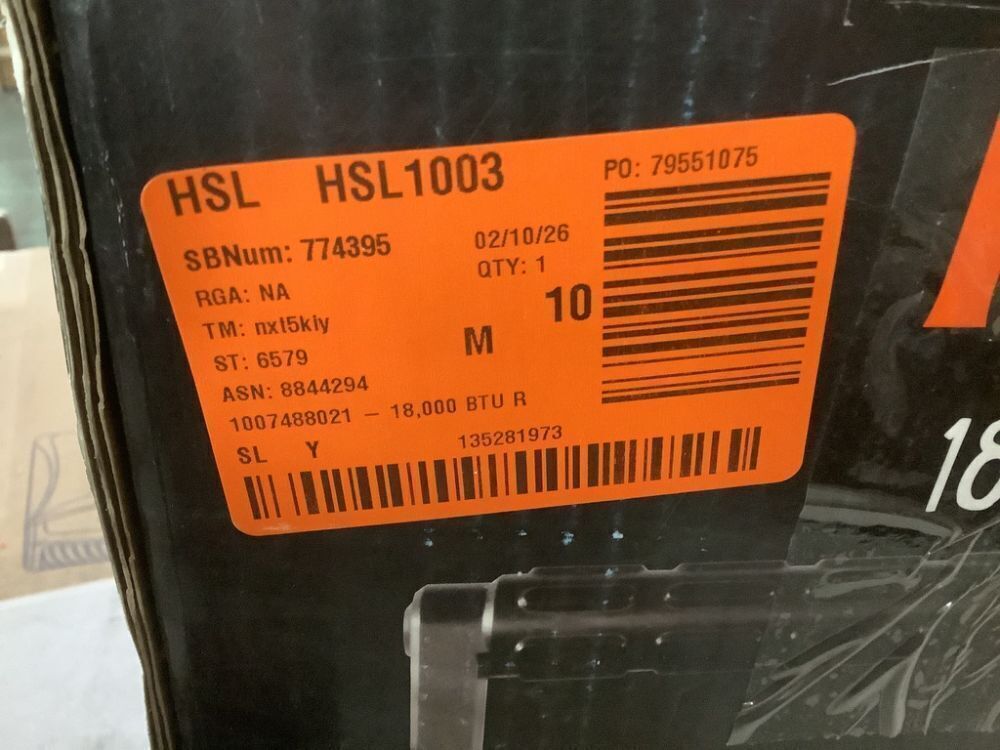 HSL HSL1003
PO: 79551075
SBNum: 774395
02/10/26
RGA: NA
QTY: 1
TM: nxt5kiy
M
10
ST: 6579
ASN: 8844294
1007488021 – 18,000 BTU R
SL Y
135281973
18